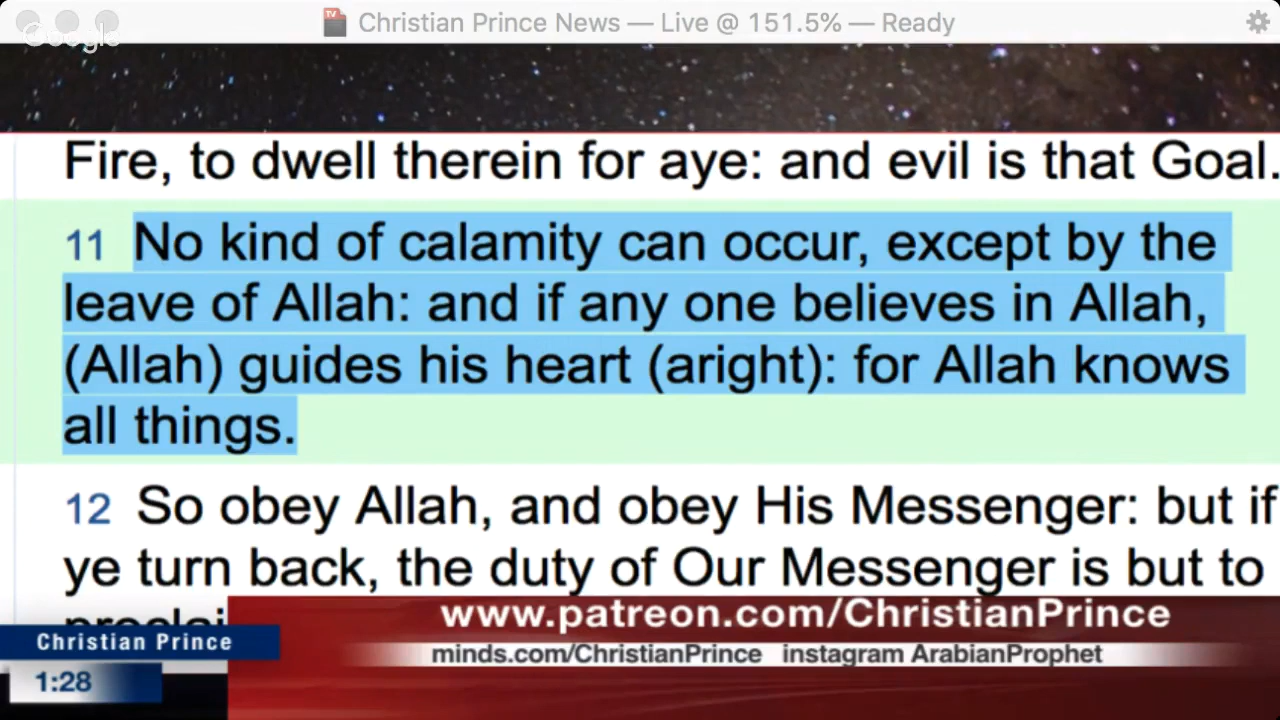 Christian Prince News — Live @ 151.5% — Ready
Google
Fire, to dwell therein for aye: and evil is that Goal.
11 No kind of calamity can occur, except by the
leave of Allah: and if any one believes in Allah,
(Allah) guides his heart (aright): for Allah knows
all things.
12 So obey Allah, and obey His Messenger: but if
ye turn back, the duty of Our Messenger is but to
www.patreon.com/ChristianPrince
Christian Prince
minds.com/ChristianPrince instagram ArabianProphet
1:28